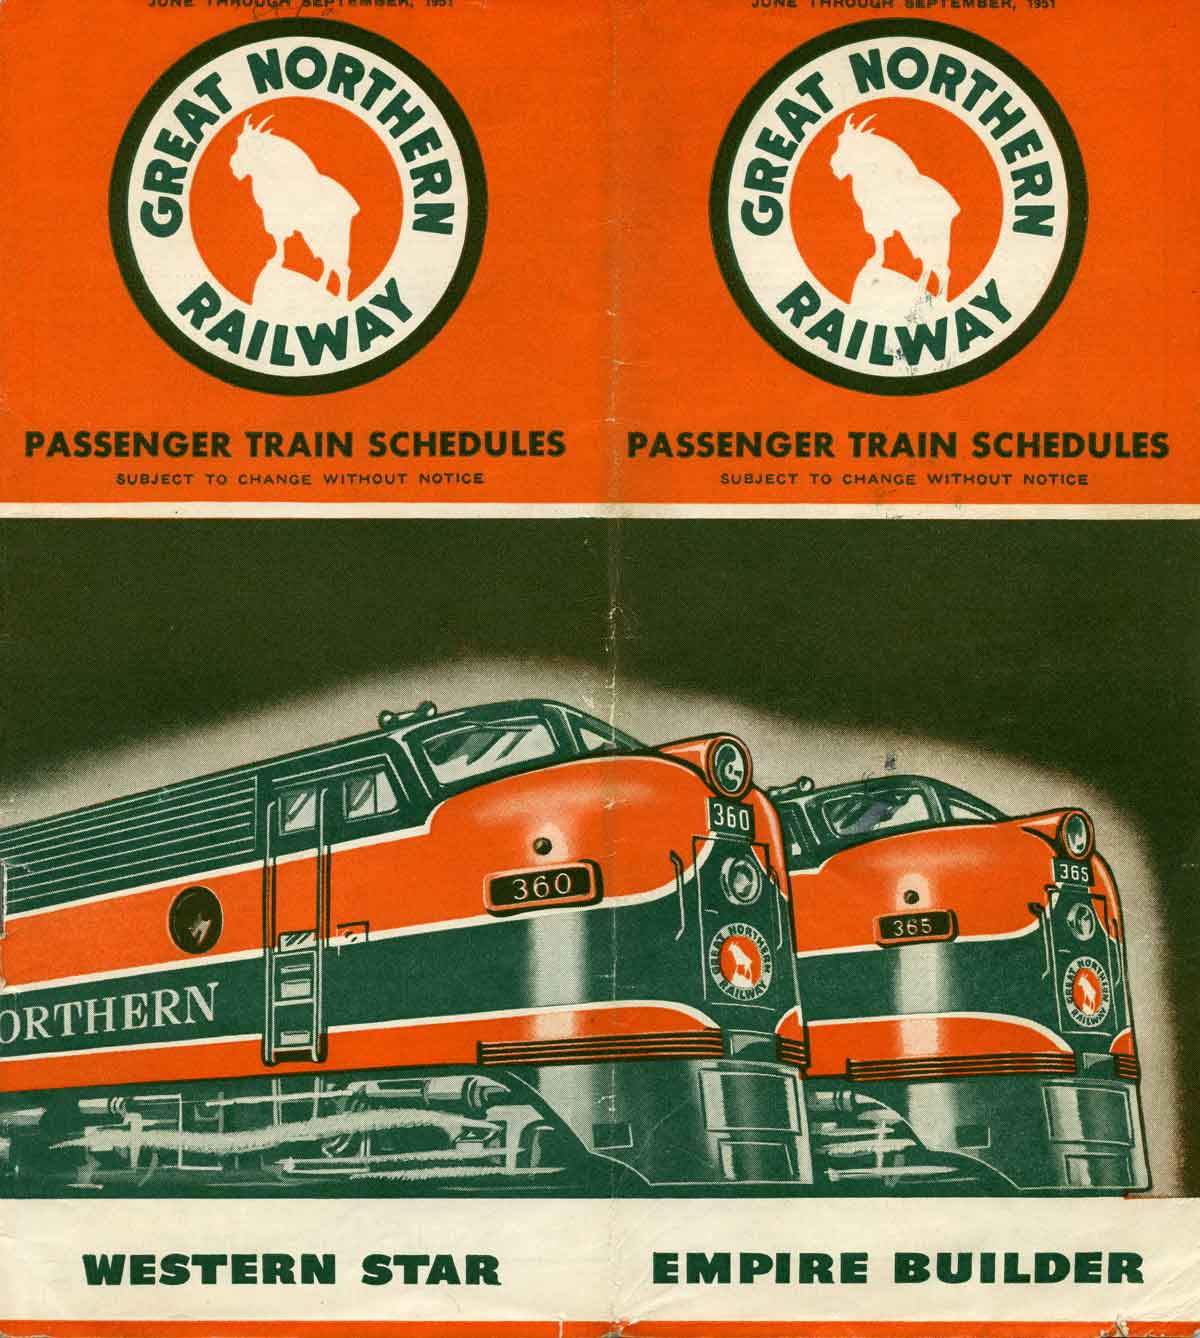 JUNE THROUGH SEPTEMBER, 1951
GREAT NORTHERN
RAILWAY
PASSENGER TRAIN SCHEDULES
SUBJECT TO CHANGE WITHOUT NOTICE
JUNE THROUGH SEPTEMBER, 1951
GREAT NORTHERN
RAILWAY
PASSENGER TRAIN SCHEDULES
SUBJECT TO CHANGE WITHOUT NOTICE
360
360
365
365
GREAT NORTHERN
RAILWAY
GREAT NORTHERN
RAILWAY
ORTHERN
WESTERN STAR
EMPIRE BUILDER